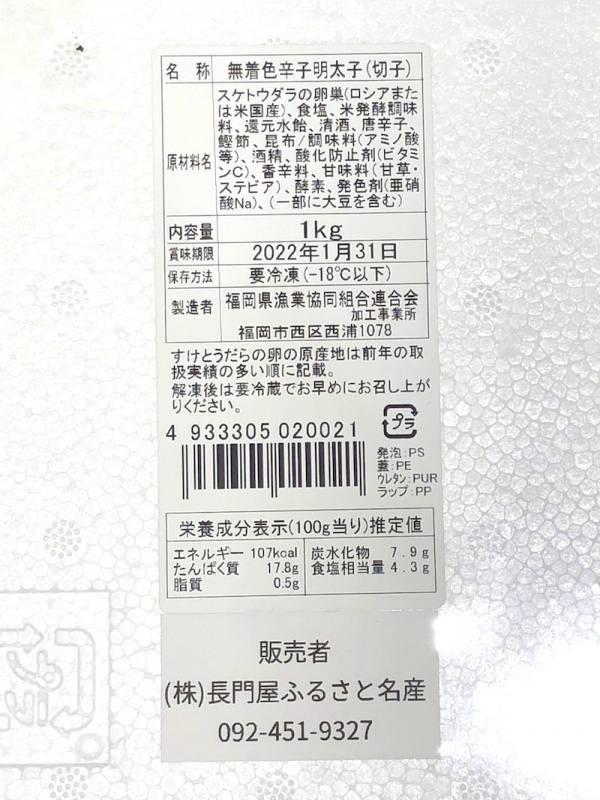 名称 無着色辛子明太子(切子)
原材料名 スケトウダラの卵巣(ロシアまた
は米国産)、食塩、米発酵調味
料、還元水飴、清酒、唐辛子、
鰹節、昆布/調味料(アミノ酸
等)、酒精、酸化防止剤(ビタミ
ンC)、香辛料、甘味料(甘草・
ステビア)、酵素、発色剤(亜硝
酸Na)、(一部に大豆を含む)
内容量 1kg
賞味期限 2022年1月31日
保存方法 要冷凍(-18℃以下)
製造者 福岡県漁業協同組合連合会
加工事業所
福岡市西区西浦1078
すけとうだらの卵の原産地は前年の取
扱実績の多い順に記載。
解凍後は要冷蔵でお早めにお召し上が
りください。
プラ
4 933305 020021
発泡:PS
蓋:PE
ウレタン:PUR
ラップ:PP
栄養成分表示(100g当り)推定値
エネルギー 107kcal 炭水化物 7.9g
たんぱく質 17.8g 食塩相当量 4.3g
脂質 0.5g
販売者
(株)長門屋ふるさと名産
092-451-9327